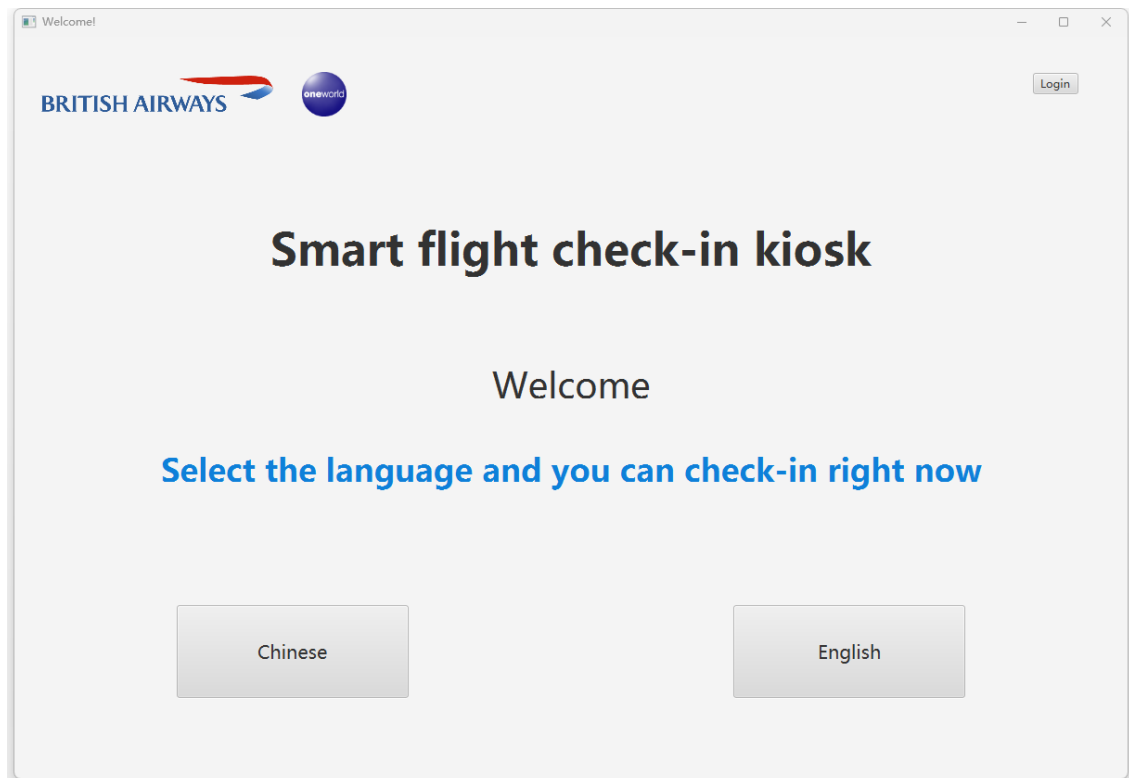 Welcome!
BRITISH AIRWAYS
oneworld
Login
Smart flight check-in kiosk
Welcome
Select the language and you can check-in right now
Chinese
English